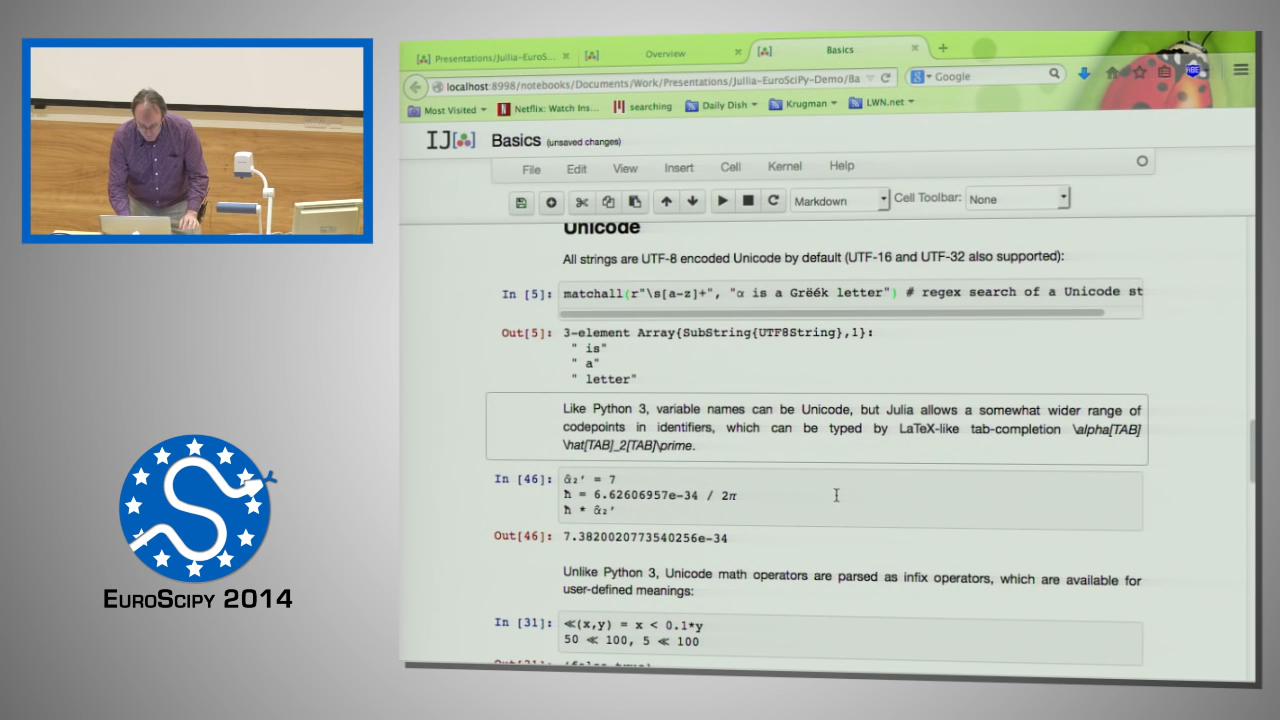 Presentations/Jullia-EuroS...
Overview
Basics
localhost:8998/notebooks/Documents/Work/Presentations/Jullia-EuroSciPy-Demo/Ba
Google
Most Visited
Netflix: Watch Ins...
searching
Daily Dish
Krugman
LWN.net
IJ
Basics (unsaved changes)
File Edit View Insert Cell Kernel Help
Markdown
Cell Toolbar:
None
Unicode
All strings are UTF-8 encoded Unicode by default (UTF-16 and UTF-32 also supported):
In [5]: matchall(r"\s[a-z]+", "α is a Grëék letter") # regex search of a Unicode st
Out[5]: 3-element Array{SubString{UTF8String},1}:
" is"
" a"
" letter"
Like Python 3, variable names can be Unicode, but Julia allows a somewhat wider range of
codepoints in identifiers, which can be typed by LaTeX-like tab-completion \alpha[TAB]
\hat[TAB]_2[TAB]\prime.
In [46]: α̂₂′ = 7
ħ = 6.62606957e-34 / 2π
ħ * α̂₂′
Out[46]: 7.3820020773540256e-34
Unlike Python 3, Unicode math operators are parsed as infix operators, which are available for
user-defined meanings:
In [31]: ≪(x,y) = x < 0.1*y
50 ≪ 100, 5 ≪ 100
EuroScipy 2014